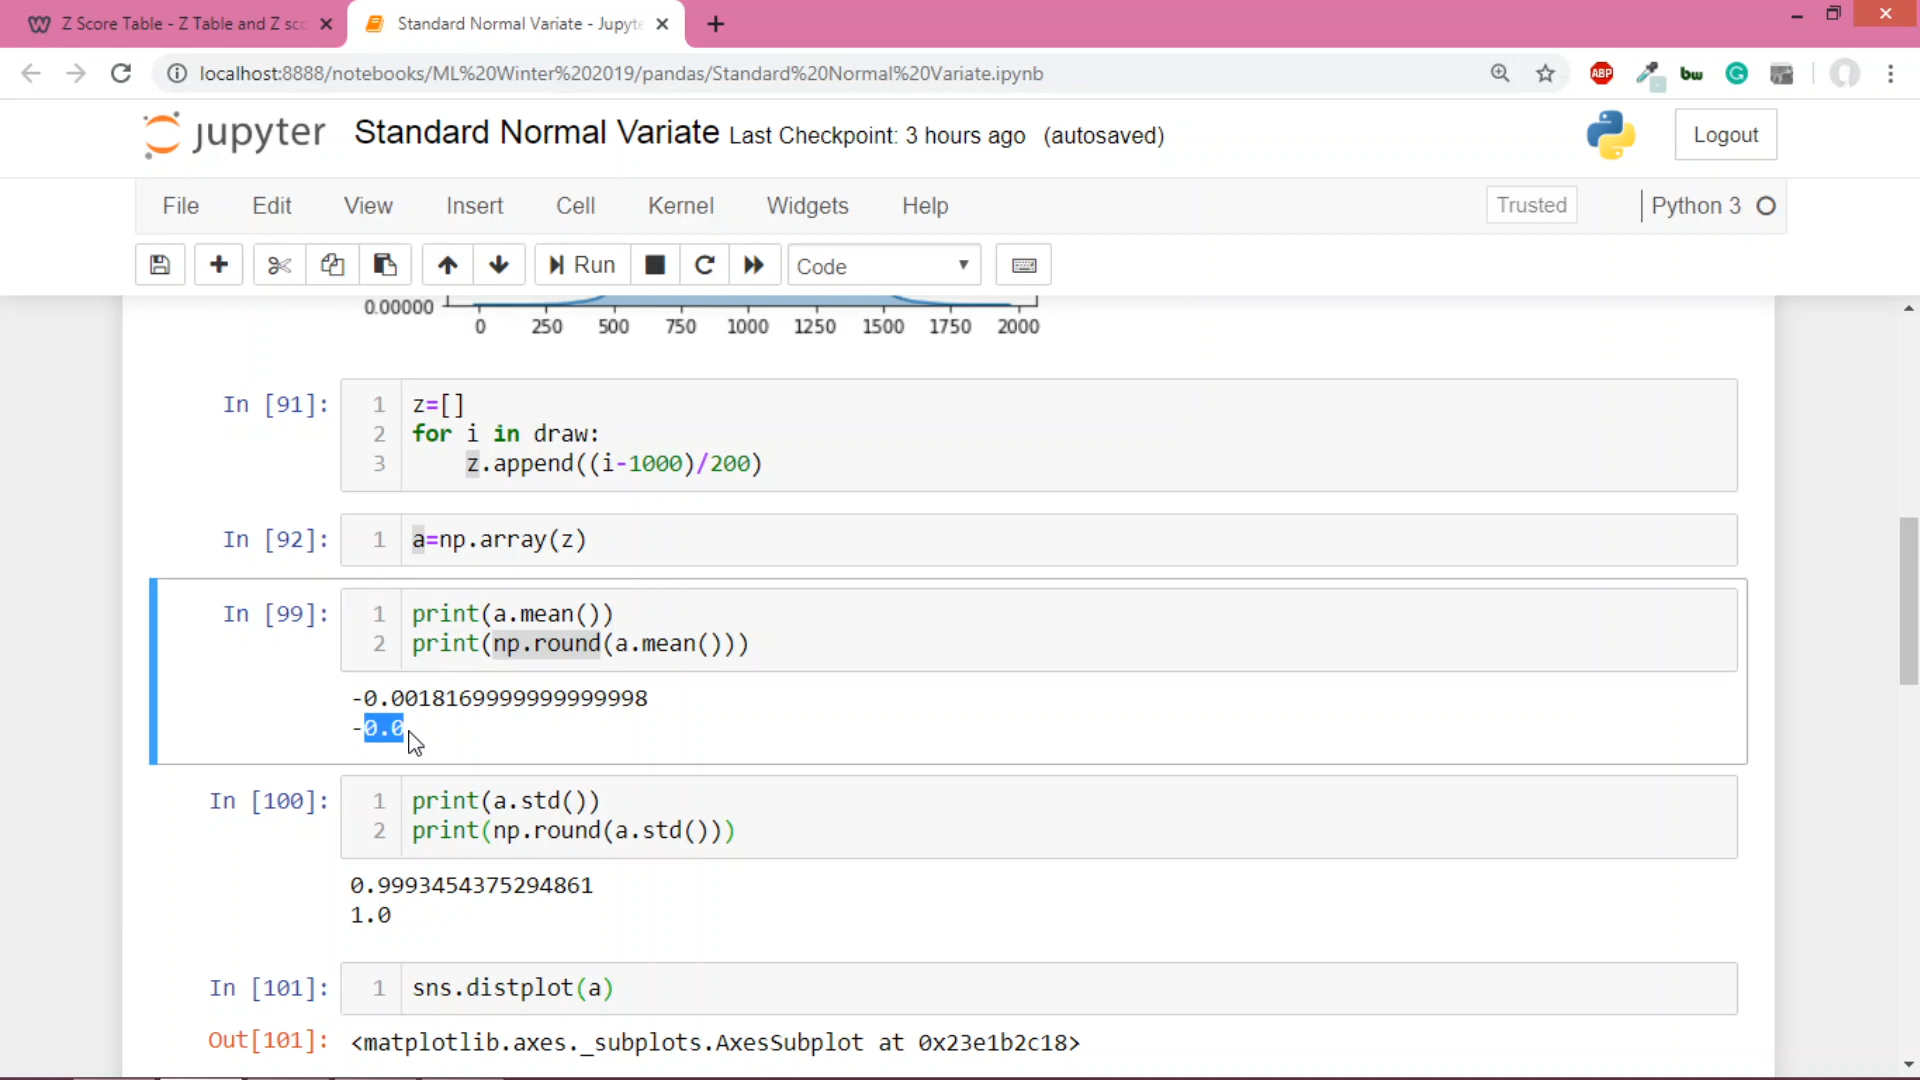 Z Score Table - Z Table and Z sco
Standard Normal Variate - Jupyte
localhost:8888/notebooks/ML%20Winter%202019/pandas/Standard%20Normal%20Variate.ipynb
ABP
bw
jupyter Standard Normal Variate Last Checkpoint: 3 hours ago (autosaved)
Logout
File Edit View Insert Cell Kernel Widgets Help
Trusted
Python 3
Run
Code
0.00000
0 250 500 750 1000 1250 1500 1750 2000
In [91]:
1 z=[]
2 for i in draw:
3     z.append((i-1000)/200)
In [92]:
1 a=np.array(z)
In [99]:
1 print(a.mean())
2 print(np.round(a.mean()))
-0.0018169999999999998
-0.0
In [100]:
1 print(a.std())
2 print(np.round(a.std()))
0.9993454375294861
1.0
In [101]:
1 sns.distplot(a)
Out[101]: <matplotlib.axes._subplots.AxesSubplot at 0x23e1b2c18>